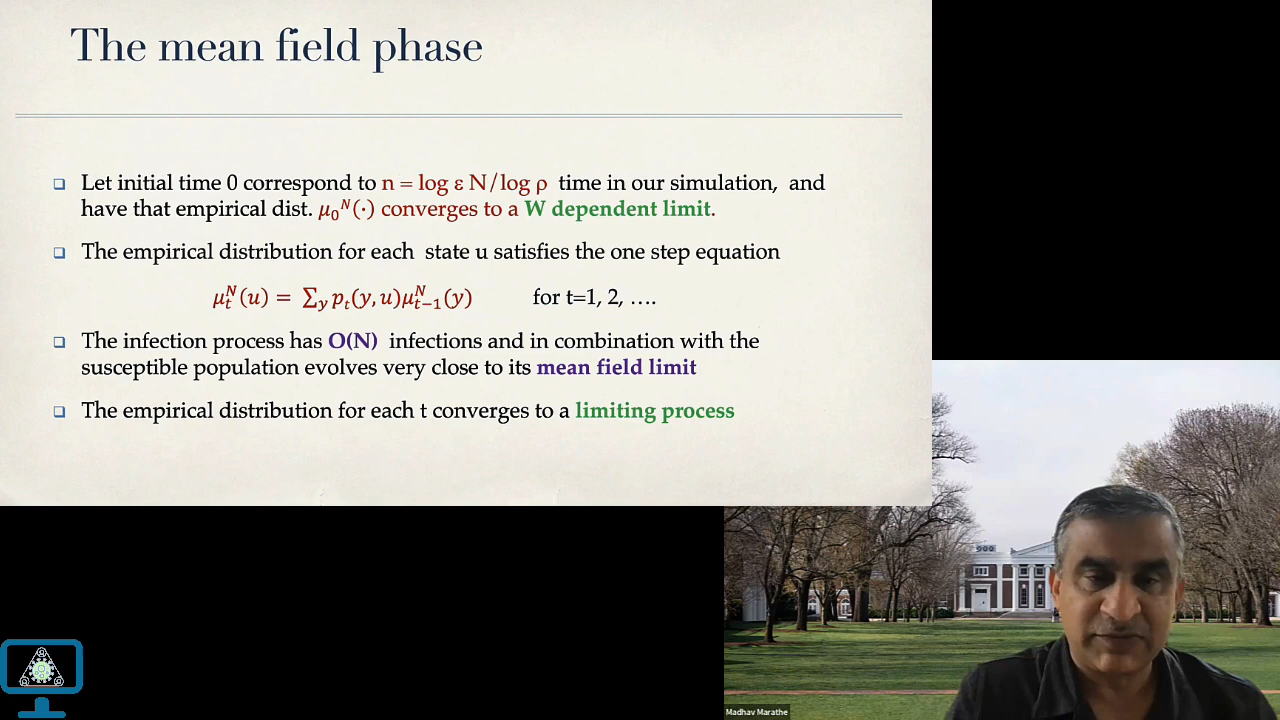 The mean field phase
❑ Let initial time 0 correspond to n = log ε N/log ρ time in our simulation, and
have that empirical dist. μ₀ᴺ(·) converges to a W dependent limit.
❑ The empirical distribution for each state u satisfies the one step equation
μₜᴺ(u) = ∑ᵧ pₜ(y, u)μₜ₋₁ᴺ(y) for t=1, 2, ….
❑ The infection process has O(N) infections and in combination with the
susceptible population evolves very close to its mean field limit
❑ The empirical distribution for each t converges to a limiting process
Madhav Marathe